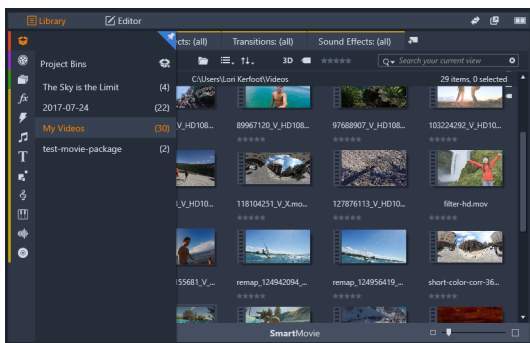 Library Editor
cts: (all) Transitions: (all) Sound Effects: (all)
Project Bins 3D Search your current view
The Sky is the Limit (4)
C:\Users\Lori Kerfoot\Videos 29 items, 0 selected
2017-07-24 (22)
My Videos (30)
V_HD108... 89967120_V_HD108... 97688907_V_HD108... 103224292_V_HD10...
test-movie-package (2)
fx
T
V_HD10... 118104251_V_X.mo... 127876113_V_HD10... filter-hd.mov
55681_V_... remap_124942094_... remap_124956419_... short-color-corr-36...
SmartMovie